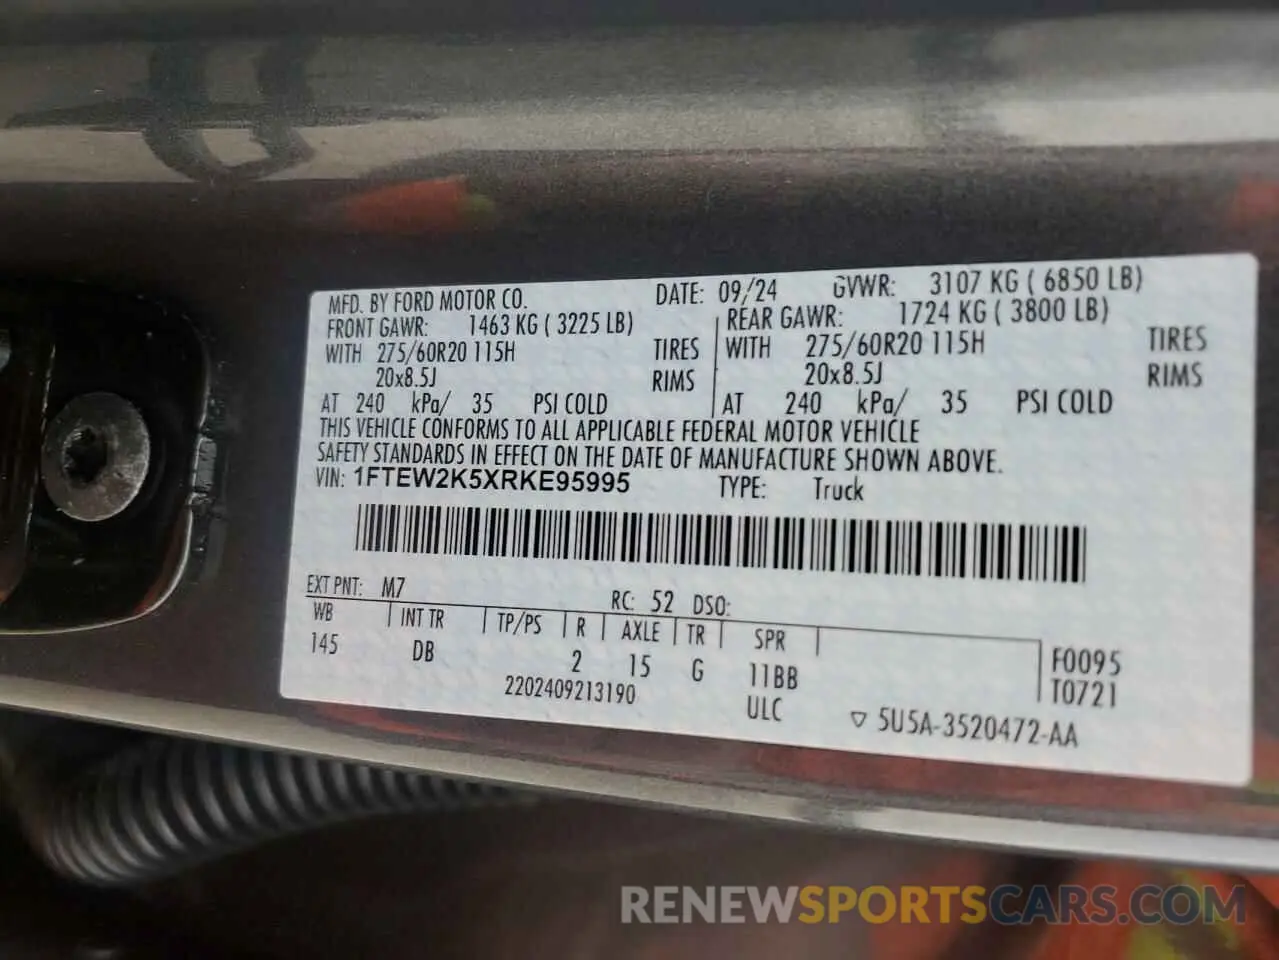 MFD. BY FORD MOTOR CO. DATE: 09/24 GVWR: 3107 KG ( 6850 LB)
FRONT GAWR: 1463 KG ( 3225 LB) REAR GAWR: 1724 KG ( 3800 LB)
WITH 275/60R20 115H TIRES WITH 275/60R20 115H TIRES
20x8.5J RIMS 20x8.5J RIMS
AT 240 kPa/ 35 PSI COLD AT 240 kPa/ 35 PSI COLD
THIS VEHICLE CONFORMS TO ALL APPLICABLE FEDERAL MOTOR VEHICLE
SAFETY STANDARDS IN EFFECT ON THE DATE OF MANUFACTURE SHOWN ABOVE.
VIN: 1FTEW2K5XRKE95995 TYPE: Truck
EXT PNT: M7 RC: 52 DSO:
WB INT TR TP/PS R AXLE TR SPR
145 DB 2 15 G 11BB F0095
2202409213190 ULC T0721
▽ 5U5A-3520472-AA
RENEWSPORTSCARS.COM